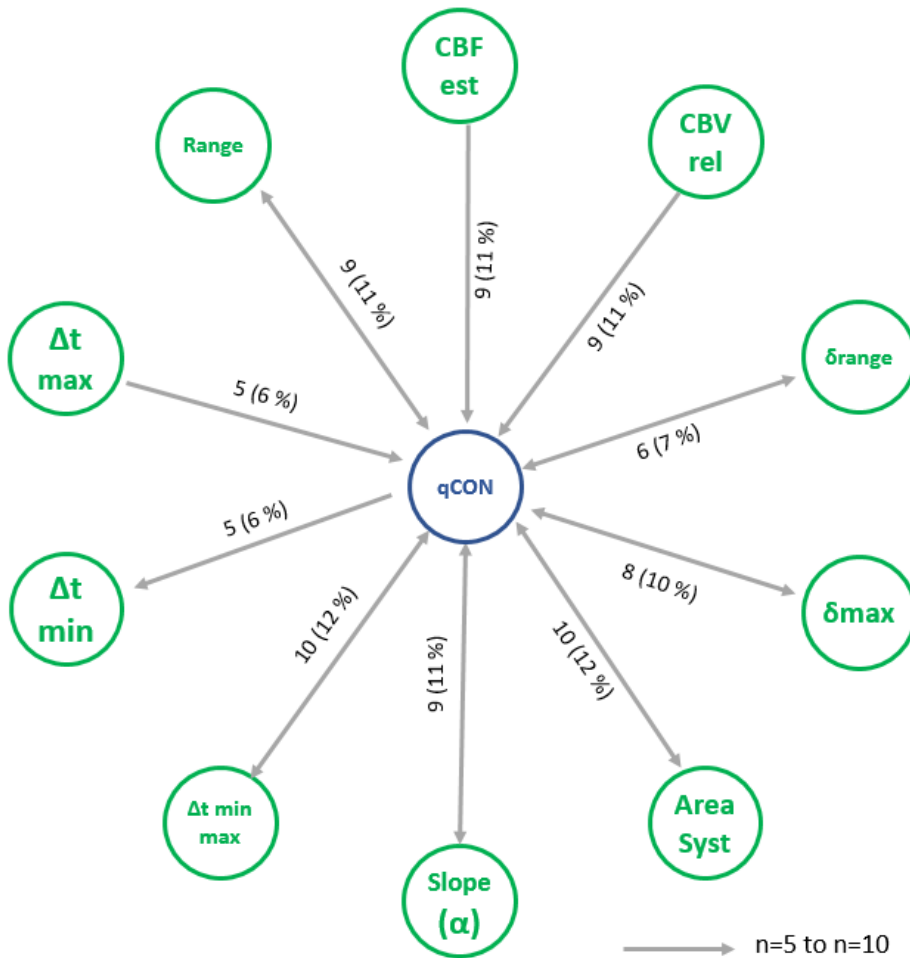 CBF
est
CBV
rel
Range
9 (11 %)
9 (11 %)
9 (11 %)
Δt
max
δrange
5 (6 %)
6 (7 %)
qCON
5 (6 %)
8 (10 %)
Δt
min
δmax
10 (12 %)
9 (11 %)
10 (12 %)
Δt min
max
Area
Syst
Slope
(α)
n=5 to n=10